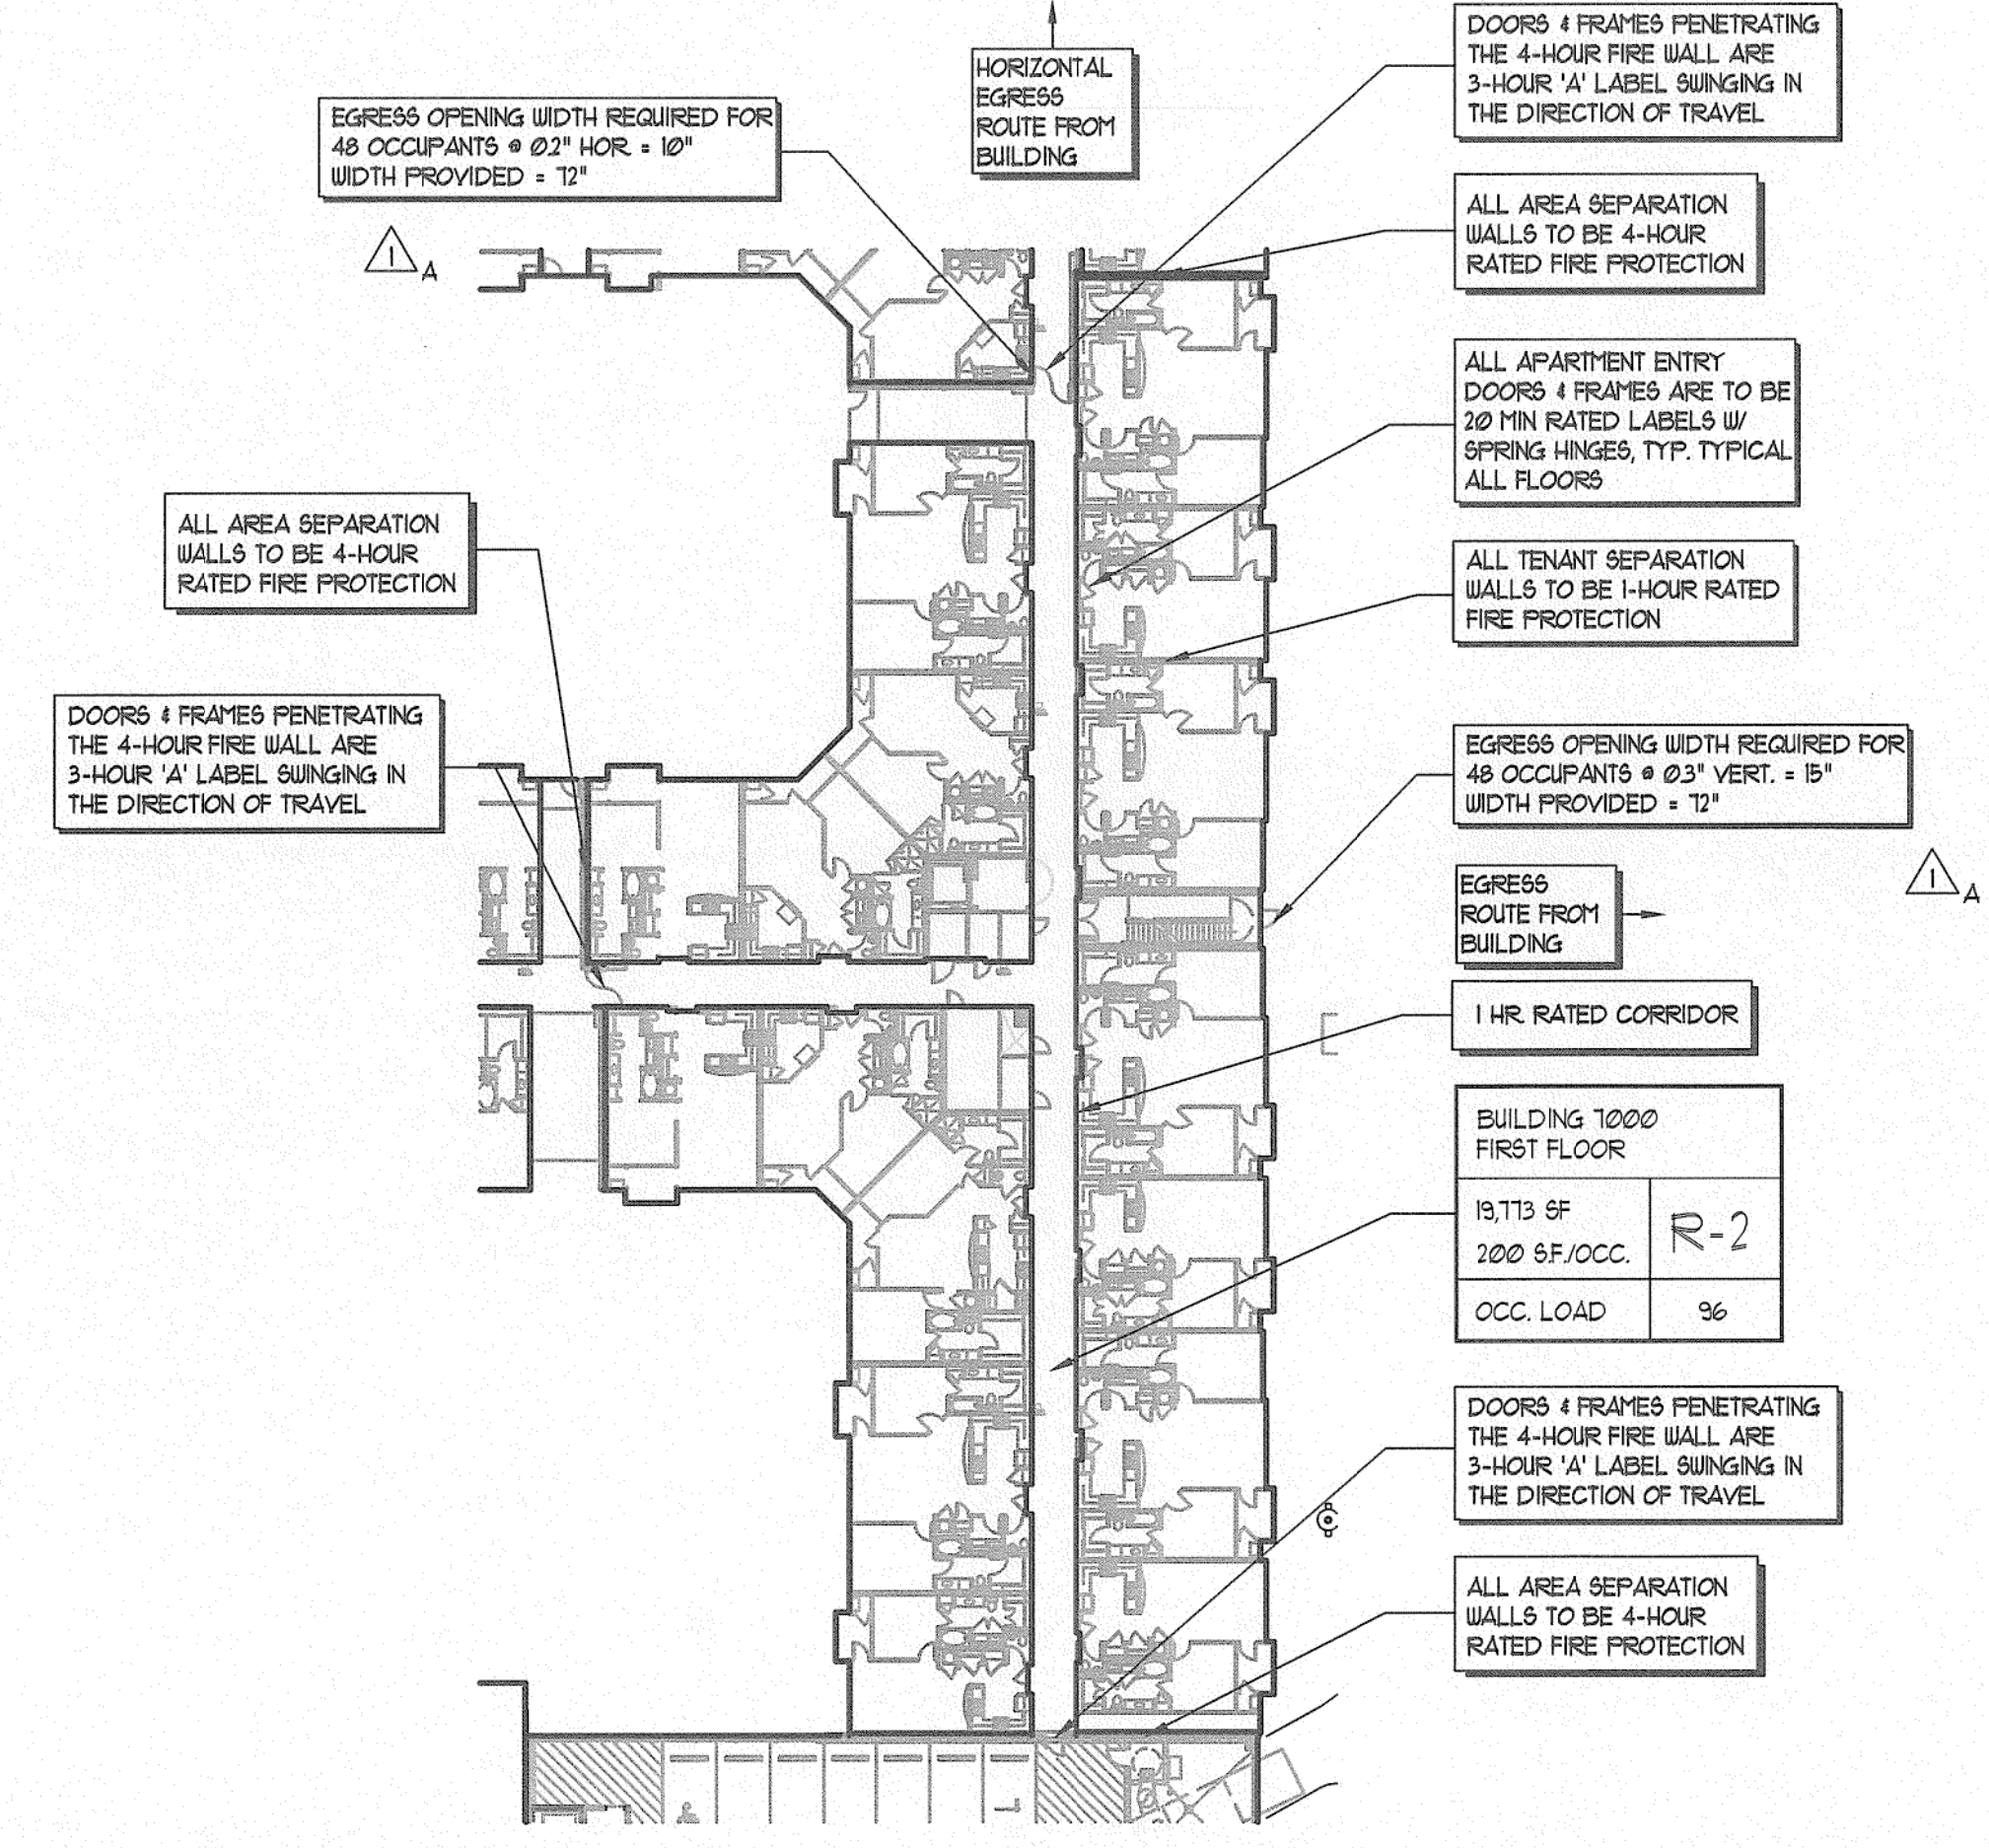 HORIZONTAL
EGRESS
ROUTE FROM
BUILDING
DOORS & FRAMES PENETRATING
THE 4-HOUR FIRE WALL ARE
3-HOUR 'A' LABEL SWINGING IN
THE DIRECTION OF TRAVEL
EGRESS OPENING WIDTH REQUIRED FOR
48 OCCUPANTS @ 0.2" HOR. = 10"
WIDTH PROVIDED = 72"
1
A
ALL AREA SEPARATION
WALLS TO BE 4-HOUR
RATED FIRE PROTECTION
ALL APARTMENT ENTRY
DOORS & FRAMES ARE TO BE
20 MIN RATED LABELS W/
SPRING HINGES, TYP. TYPICAL
ALL FLOORS
ALL AREA SEPARATION
WALLS TO BE 4-HOUR
RATED FIRE PROTECTION
ALL TENANT SEPARATION
WALLS TO BE 1-HOUR RATED
FIRE PROTECTION
DOORS & FRAMES PENETRATING
THE 4-HOUR FIRE WALL ARE
3-HOUR 'A' LABEL SWINGING IN
THE DIRECTION OF TRAVEL
EGRESS OPENING WIDTH REQUIRED FOR
48 OCCUPANTS @ 0.3" VERT. = 15"
WIDTH PROVIDED = 72"
1
A
EGRESS
ROUTE FROM
BUILDING
1 HR. RATED CORRIDOR
BUILDING 7000
FIRST FLOOR
19,773 SF
200 S.F./OCC.
R-2
OCC. LOAD
96
DOORS & FRAMES PENETRATING
THE 4-HOUR FIRE WALL ARE
3-HOUR 'A' LABEL SWINGING IN
THE DIRECTION OF TRAVEL
ALL AREA SEPARATION
WALLS TO BE 4-HOUR
RATED FIRE PROTECTION